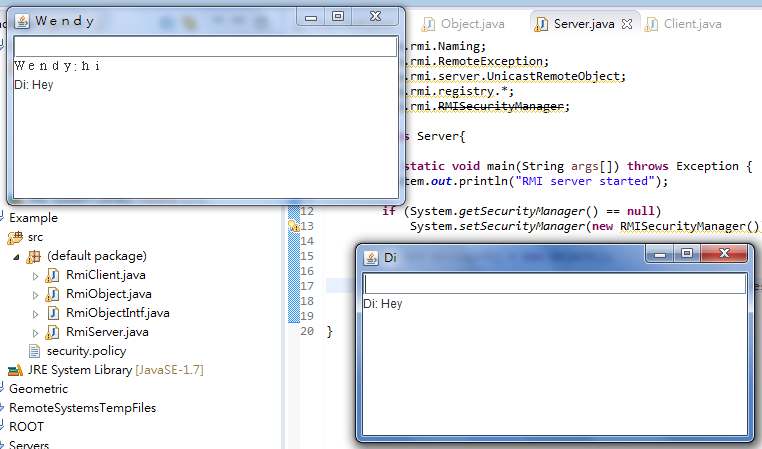 Wendy
Wendy: hi
Di: Hey
Object.java
Server.java
Client.java
.rmi.Naming;
.rmi.RemoteException;
.rmi.server.UnicastRemoteObject;
.rmi.registry.*;
.rmi.RMISecurityManager;
s Server{
static void main(String args[]) throws Exception {
em.out.println("RMI server started");
12 if (System.getSecurityManager() == null)
13 System.setSecurityManager(new RMISecurityManager()
14
15
16
17
18
19
20 }
Example
src
(default package)
RmiClient.java
RmiObject.java
RmiObjectIntf.java
RmiServer.java
security.policy
JRE System Library [JavaSE-1.7]
Geometric
RemoteSystemsTempFiles
ROOT
Servers
Di
Di: Hey